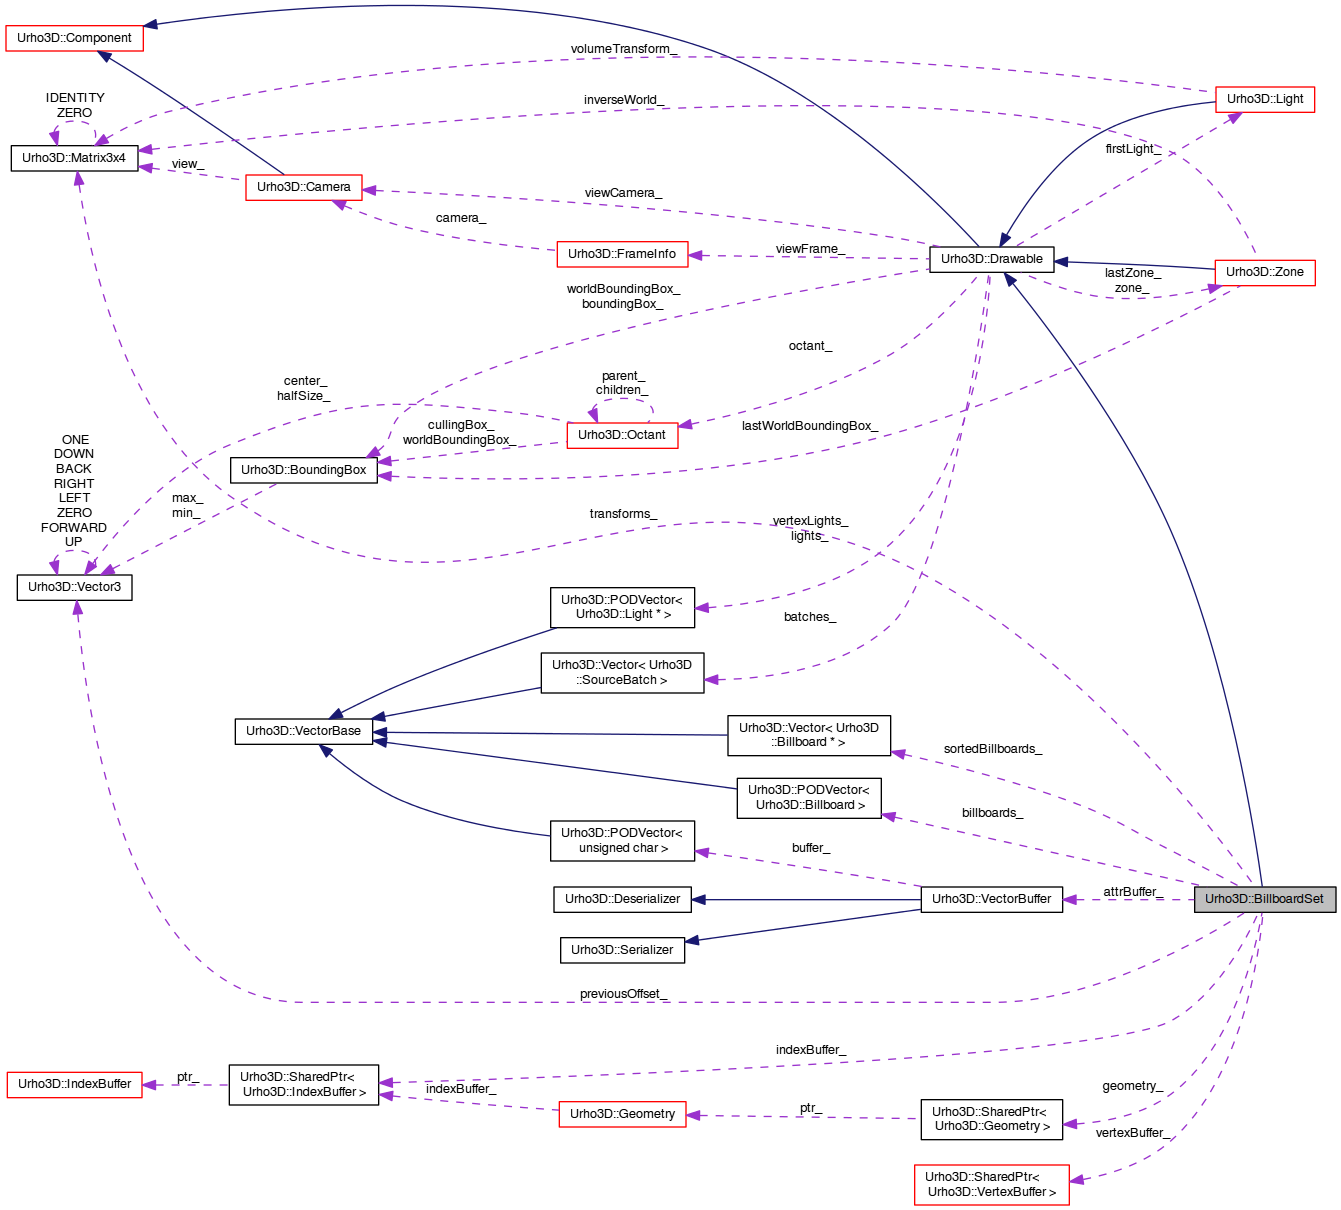 Urho3D::Component
volumeTransform_
Urho3D::Light
IDENTITY
ZERO
inverseWorld_
Urho3D::Matrix3x4
view_
firstLight_
Urho3D::Camera
viewCamera_
camera_
Urho3D::FrameInfo
viewFrame_
Urho3D::Drawable
lastZone_
zone_
Urho3D::Zone
worldBoundingBox_
boundingBox_
octant_
center_
halfSize_
parent_
children_
cullingBox_
worldBoundingBox_
Urho3D::Octant
lastWorldBoundingBox_
Urho3D::BoundingBox
ONE
DOWN
BACK
RIGHT
LEFT
ZERO
FORWARD
UP
max_
min_
transforms_
vertexLights_
lights_
Urho3D::Vector3
Urho3D::PODVector<
Urho3D::Light * >
batches_
Urho3D::Vector< Urho3D
::SourceBatch >
Urho3D::VectorBase
Urho3D::Vector< Urho3D
::Billboard * >
sortedBillboards_
Urho3D::PODVector<
Urho3D::Billboard >
billboards_
Urho3D::PODVector<
unsigned char >
buffer_
Urho3D::Deserializer
Urho3D::VectorBuffer
attrBuffer_
Urho3D::BillboardSet
Urho3D::Serializer
previousOffset_
indexBuffer_
Urho3D::IndexBuffer
ptr_
Urho3D::SharedPtr<
Urho3D::IndexBuffer >
indexBuffer_
Urho3D::Geometry
ptr_
Urho3D::SharedPtr<
Urho3D::Geometry >
geometry_
vertexBuffer_
Urho3D::SharedPtr<
Urho3D::VertexBuffer >